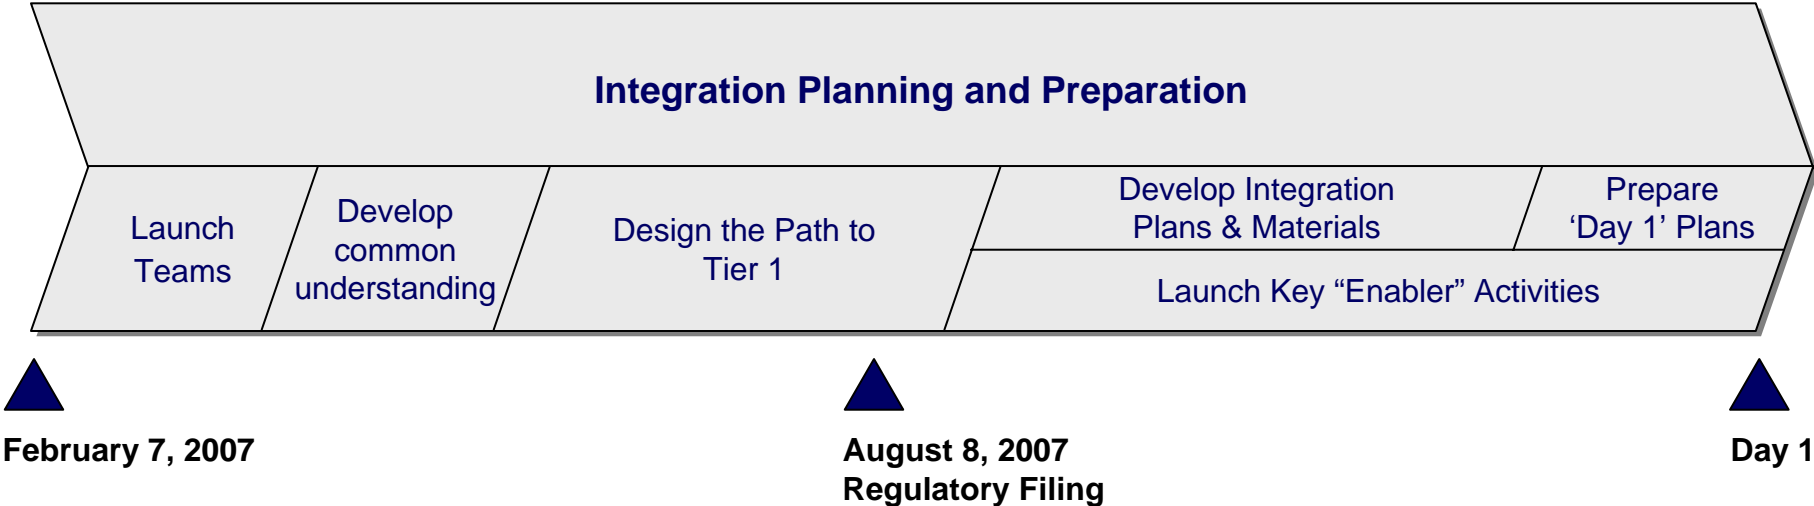 Integration Planning and Preparation
Launch
Teams
Develop
common
understanding
Design the Path to
Tier 1
Develop Integration
Plans & Materials
Prepare
‘Day 1’ Plans
Launch Key “Enabler” Activities
February 7, 2007
August 8, 2007
Regulatory Filing
Day 1